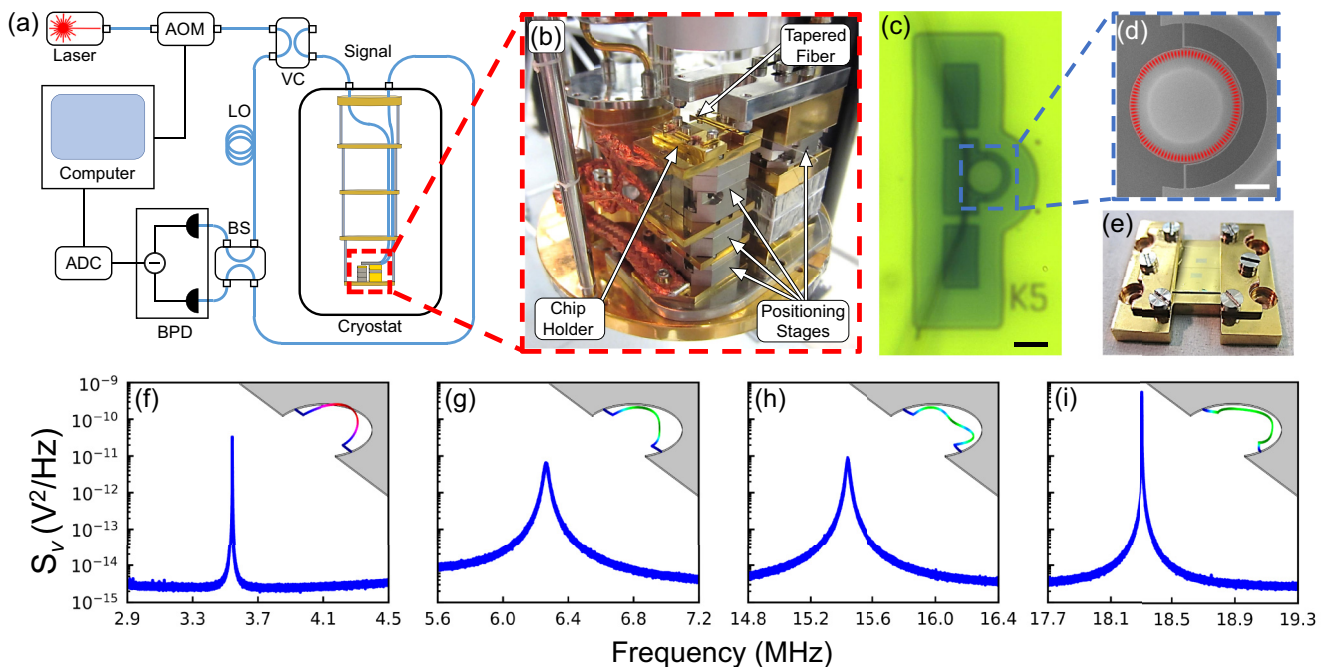 (a)
Laser
AOM
VC
Signal
LO
Computer
ADC
BPD
BS
Cryostat
(b)
Tapered
Fiber
Chip
Holder
Positioning
Stages
(c)
K5
(d)
(e)
(f)
(g)
(h)
(i)
S_v (V²/Hz)
10⁻⁹
10⁻¹⁰
10⁻¹¹
10⁻¹²
10⁻¹³
10⁻¹⁴
10⁻¹⁵
2.9 3.3 3.7 4.1 4.5
5.6 6.0 6.4 6.8 7.2
14.8 15.2 15.6 16.0 16.4
17.7 18.1 18.5 18.9 19.3
Frequency (MHz)